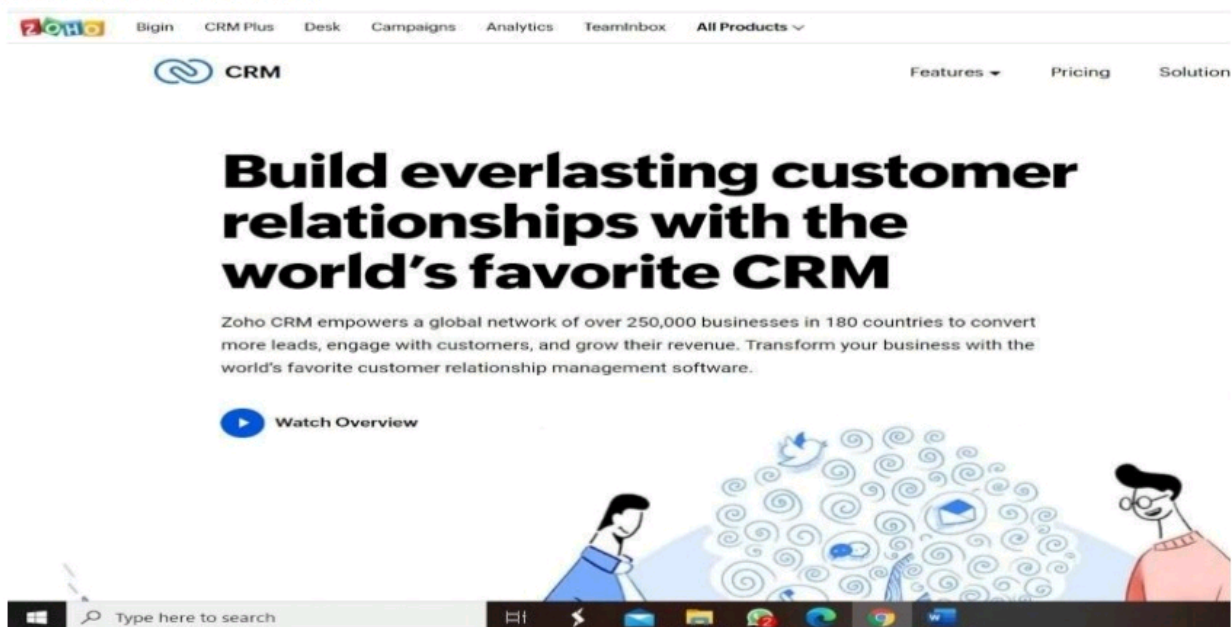 ZOHO Bigin CRM Plus Desk Campaigns Analytics TeamInbox All Products
CRM Features Pricing Solution
Build everlasting customer
relationships with the
world's favorite CRM
Zoho CRM empowers a global network of over 250,000 businesses in 180 countries to convert
more leads, engage with customers, and grow their revenue. Transform your business with the
world's favorite customer relationship management software.
Watch Overview
Type here to search
2
W